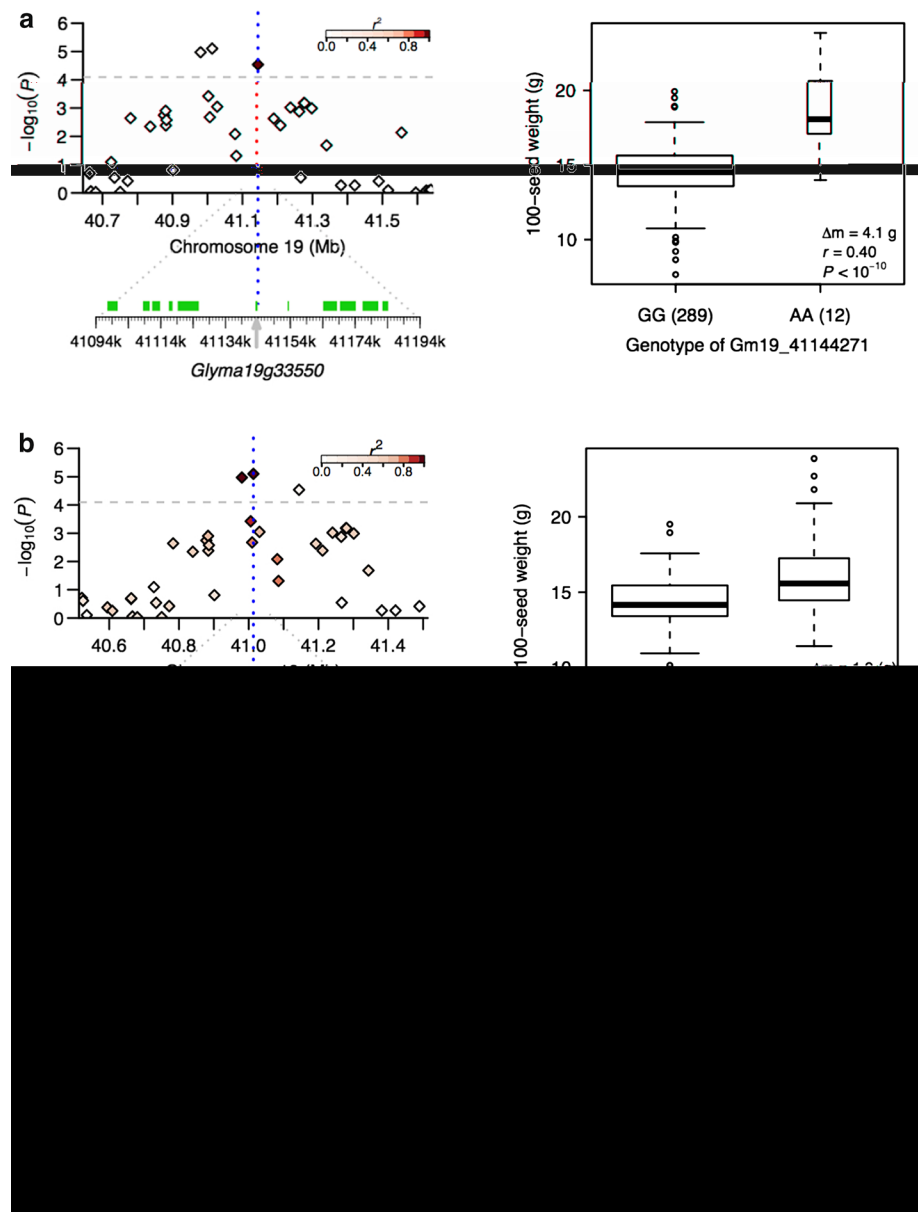 a
6
5
4
3
2
1
0
−log10(P)
r²
0.0 0.4 0.8
40.7 40.9 41.1 41.3 41.5
Chromosome 19 (Mb)
41094k 41114k 41134k 41154k 41174k 41194k
Glyma19g33550
100−seed weight (g)
20
15
10
Δm = 4.1 g
r = 0.40
P < 10⁻¹⁰
GG (289) AA (12)
Genotype of Gm19_41144271
b
6
5
4
3
2
1
0
−log10(P)
r²
0.0 0.4 0.8
40.6 40.8 41.0 41.2 41.4
100−seed weight (g)
20
15
10